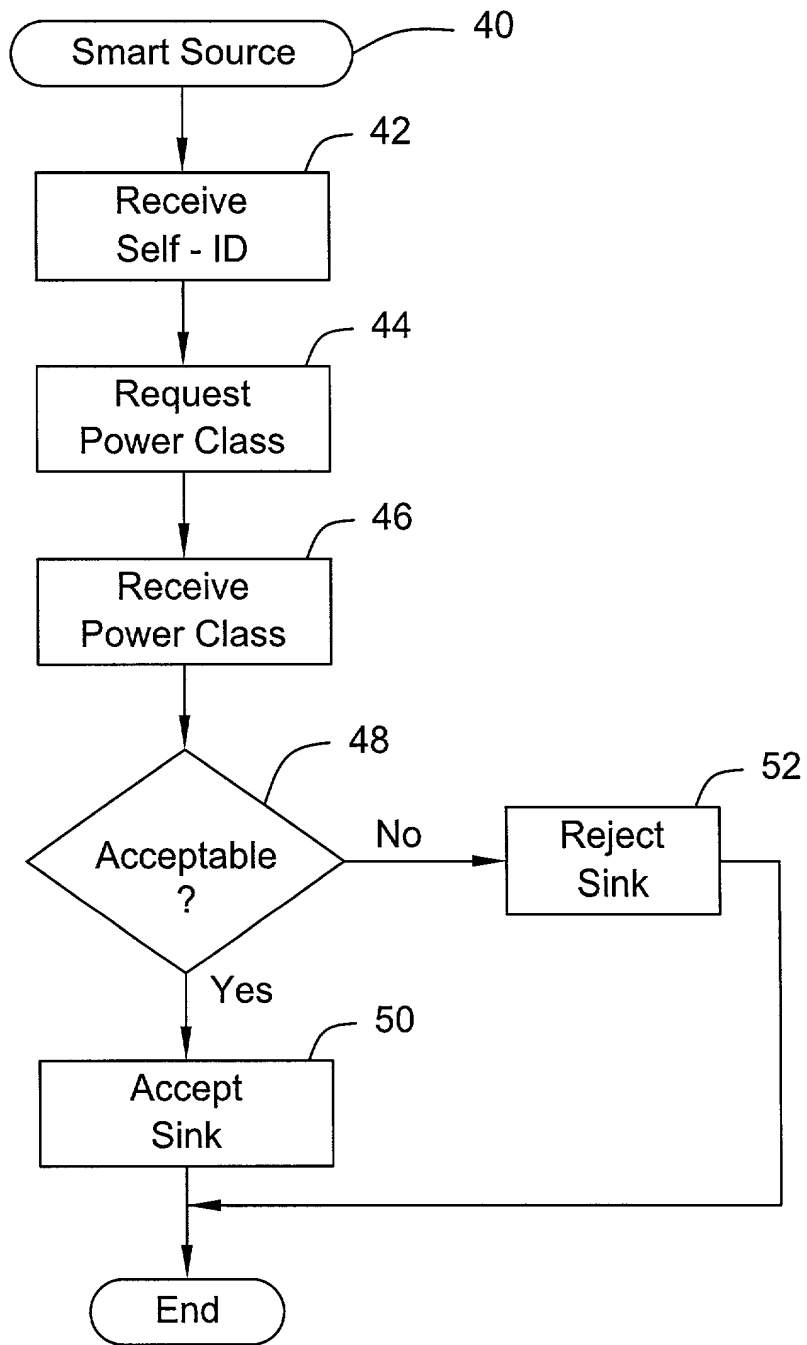 Smart Source
40
42
Receive
Self - ID
44
Request
Power Class
46
Receive
Power Class
48
Acceptable
?
No
52
Reject
Sink
Yes
50
Accept
Sink
End